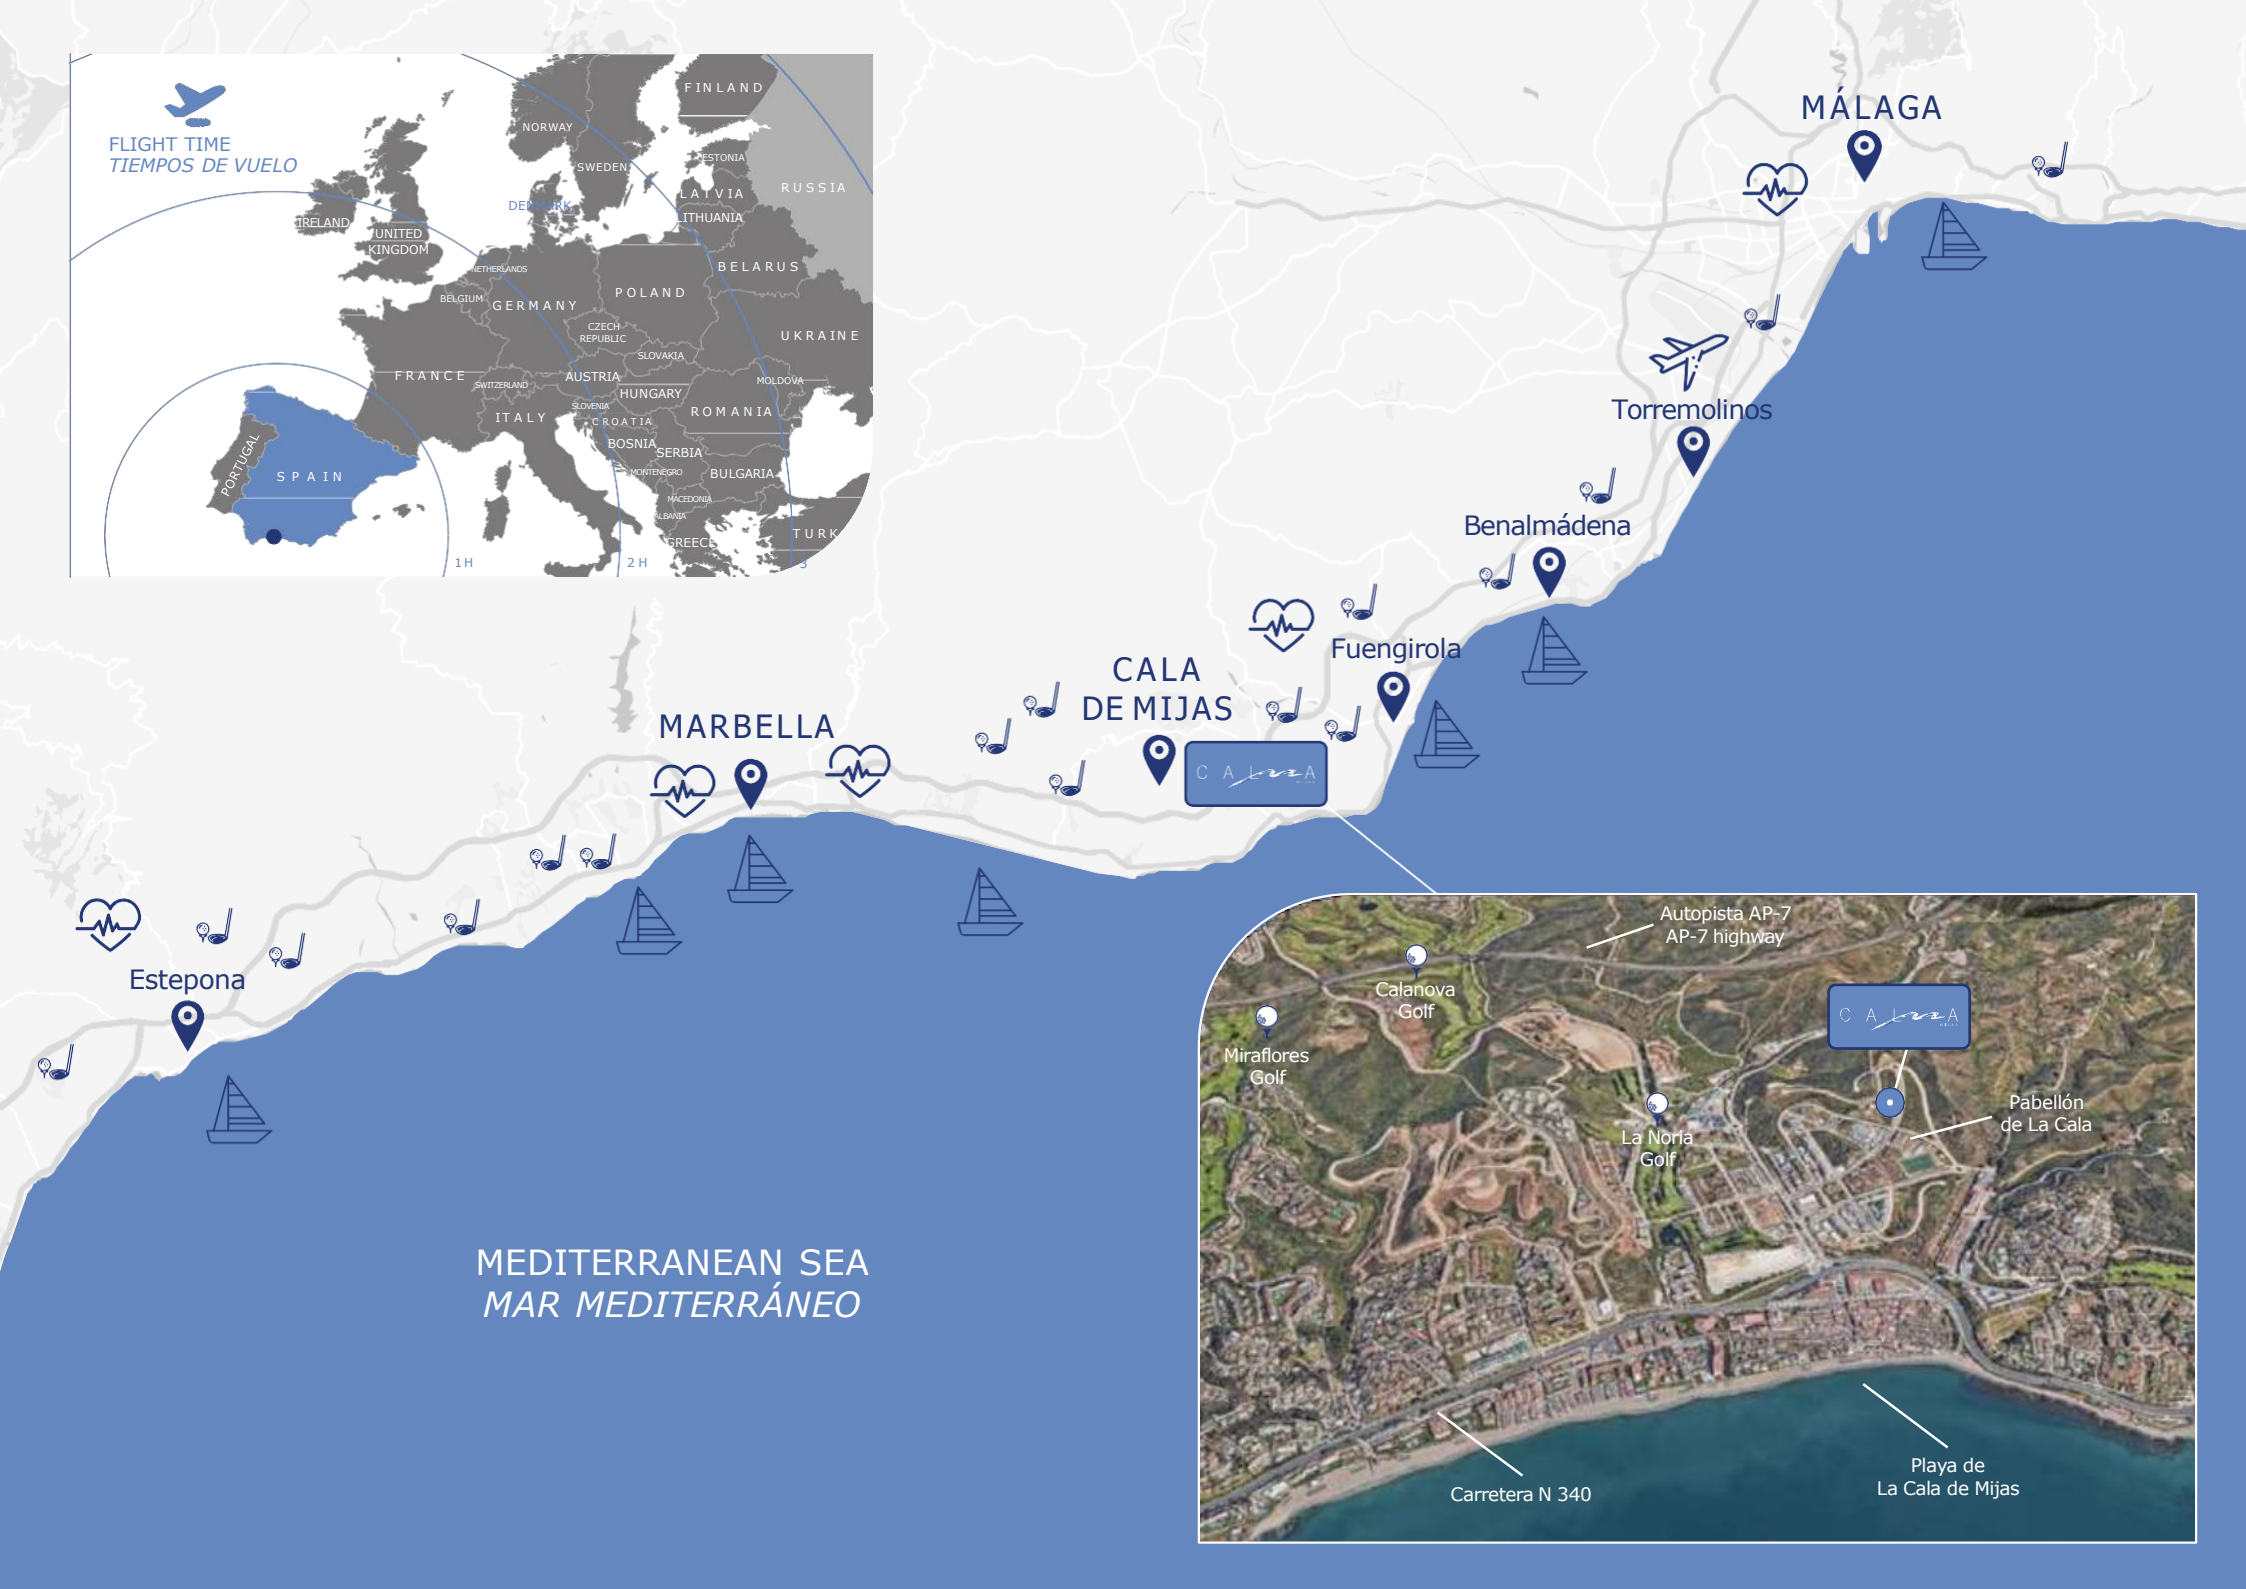 FLIGHT TIME
TIEMPOS DE VUELO
FINLAND
NORWAY
SWEDEN
ESTONIA
LATVIA
RUSSIA
DENMARK
LITHUANIA
IRELAND
UNITED
KINGDOM
NETHERLANDS
BELARUS
BELGIUM
GERMANY
POLAND
CZECH
REPUBLIC
UKRAINE
SLOVAKIA
FRANCE
SWITZERLAND
AUSTRIA
MOLDOVA
HUNGARY
SLOVENIA
ITALY
CROATIA
ROMANIA
BOSNIA
SERBIA
PORTUGAL
SPAIN
MONTENEGRO
BULGARIA
MACEDONIA
ALBANIA
GREECE
TURK
1H
2H
3
MÁLAGA
Torremolinos
Benalmádena
Fuengirola
CALA
DE MIJAS
MARBELLA
Estepona
MEDITERRANEAN SEA
MAR MEDITERRÁNEO
Autopista AP-7
AP-7 highway
Calanova
Golf
Miraflores
Golf
La Noria
Golf
Pabellón
de La Cala
Carretera N 340
Playa de
La Cala de Mijas